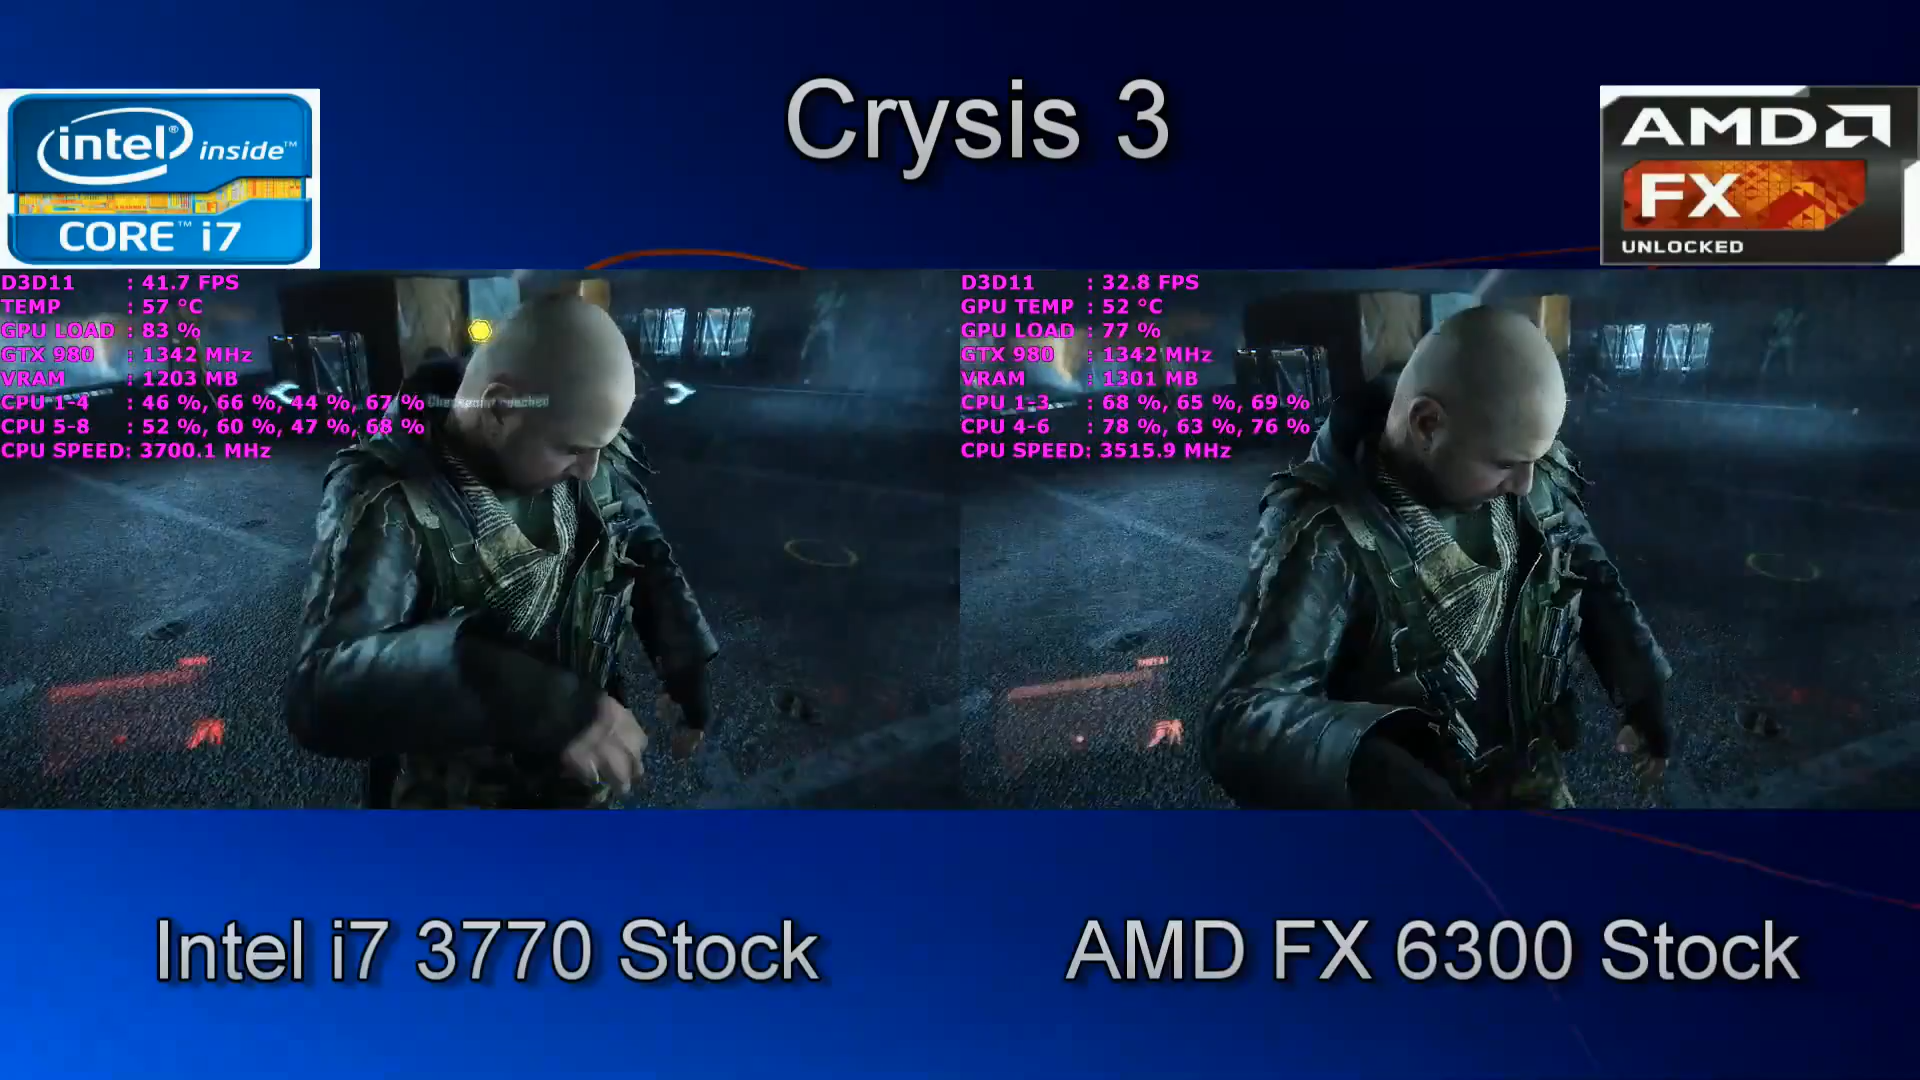 Crysis 3
intel® inside™
CORE™ i7
AMD
FX
UNLOCKED
D3D11 : 41.7 FPS
TEMP : 57 °C
GPU LOAD : 83 %
GTX 980 : 1342 MHz
VRAM : 1203 MB
CPU 1-4 : 46 %, 66 %, 44 %, 67 %
Checkpoint reached
CPU 5-8 : 52 %, 60 %, 47 %, 68 %
CPU SPEED: 3700.1 MHz
D3D11 : 32.8 FPS
GPU TEMP : 52 °C
GPU LOAD : 77 %
GTX 980 : 1342 MHz
VRAM : 1301 MB
CPU 1-3 : 68 %, 65 %, 69 %
CPU 4-6 : 78 %, 63 %, 76 %
CPU SPEED: 3515.9 MHz
Intel i7 3770 Stock
AMD FX 6300 Stock